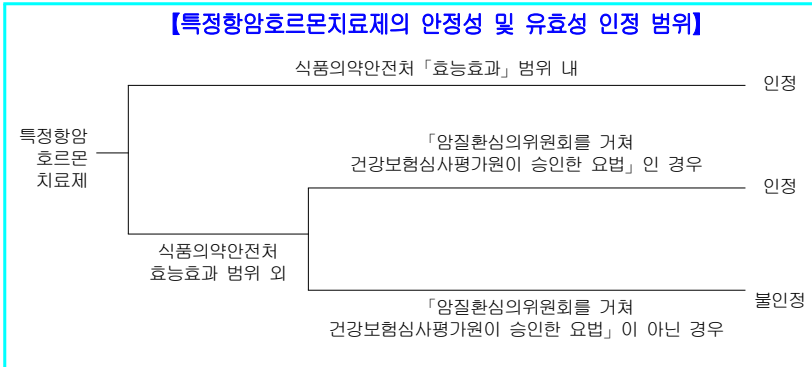 【특정항암호르몬치료제의 안정성 및 유효성 인정 범위】
식품의약안전처「효능효과」범위 내
인정
특정항암
호르몬
치료제
「암질환심의위원회를 거쳐
건강보험심사평가원이 승인한 요법」인 경우
인정
식품의약안전처
효능효과 범위 외
불인정
「암질환심의위원회를 거쳐
건강보험심사평가원이 승인한 요법」이 아닌 경우